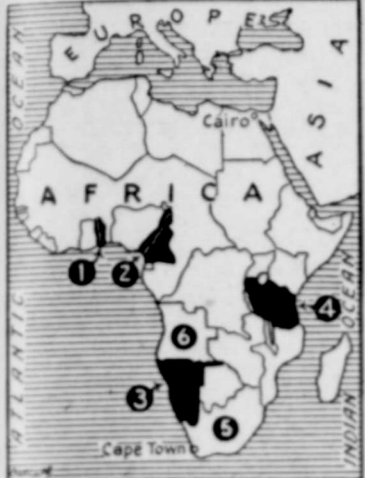 OCEAN
EUROPE
ASIA
Cairo
AFRICA
1
2
4
6
3
5
ATLANTIC
INDIAN OCEAN
Cape Town